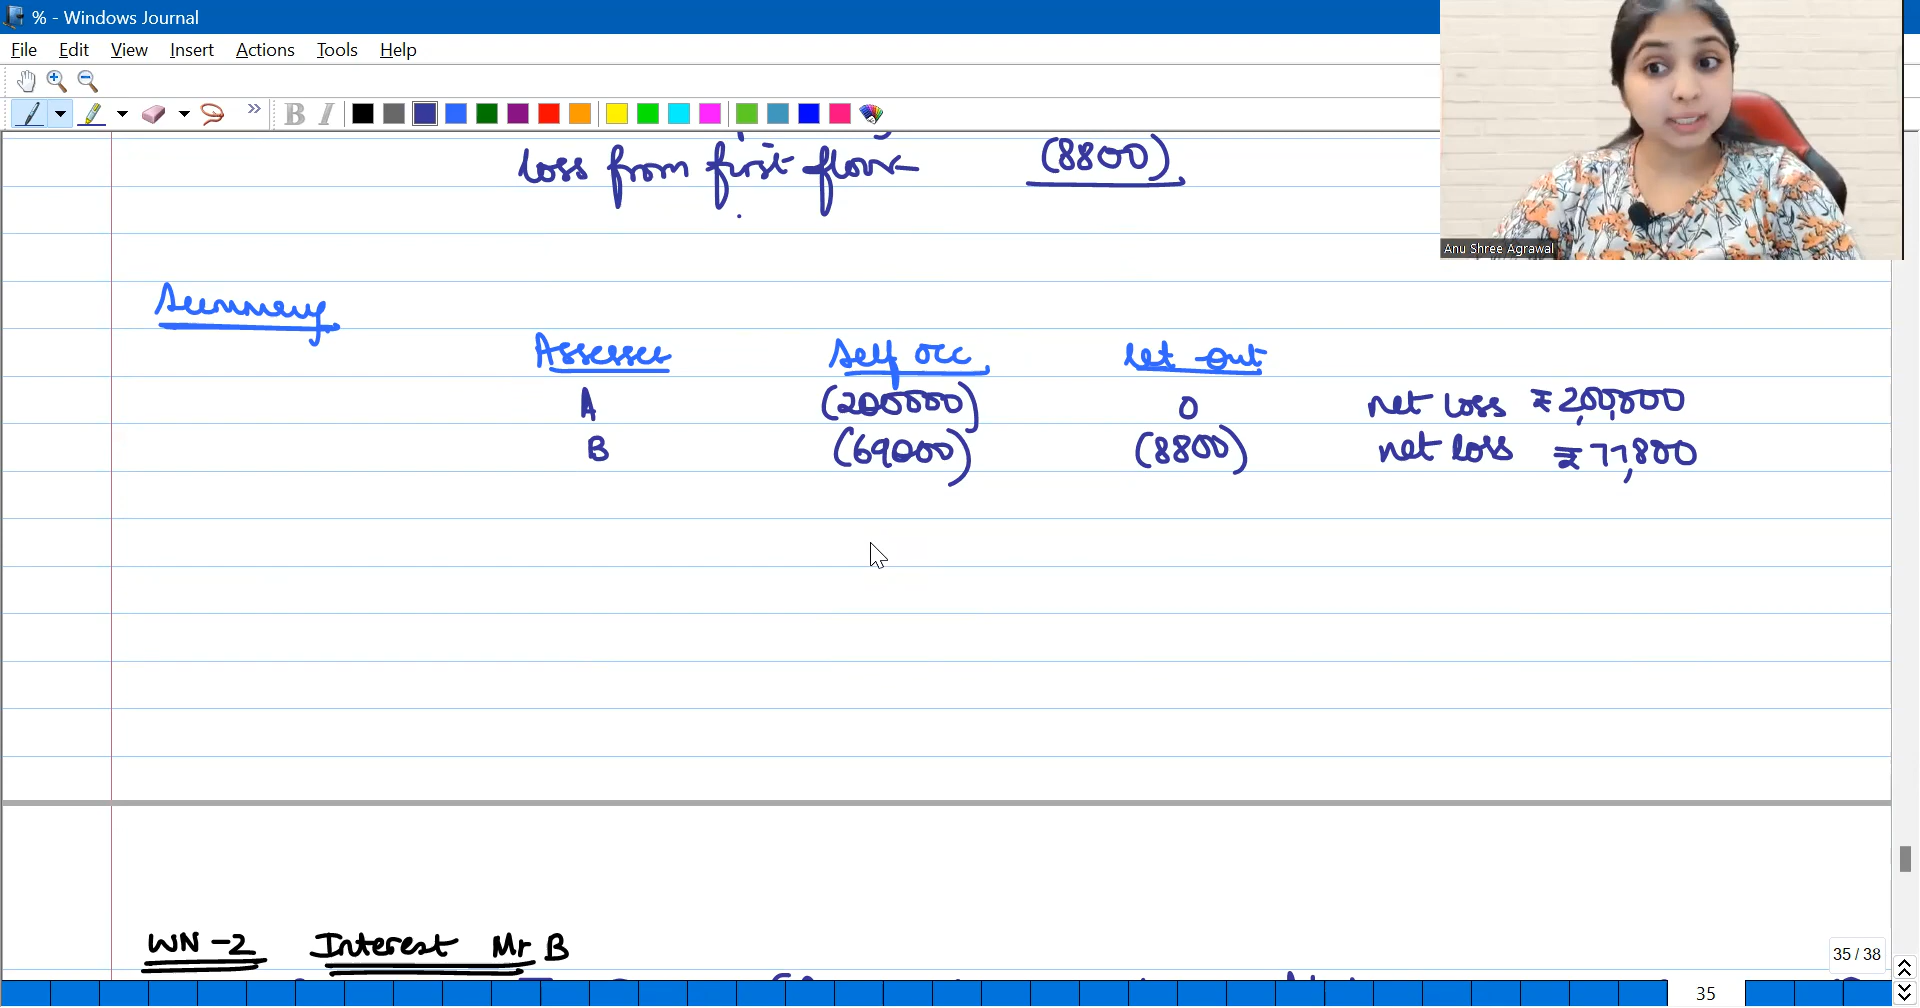 % - Windows Journal
File Edit View Insert Actions Tools Help
B I
Anu Shree Agrawal
loss from first floor (8800)
Summary
Assessee Self occ Let out
A (200000) 0 net loss ₹ 2,00,000
B (69000) (8800) net loss ₹ 77,800
WN-2 Interest Mr B
35 / 38
35